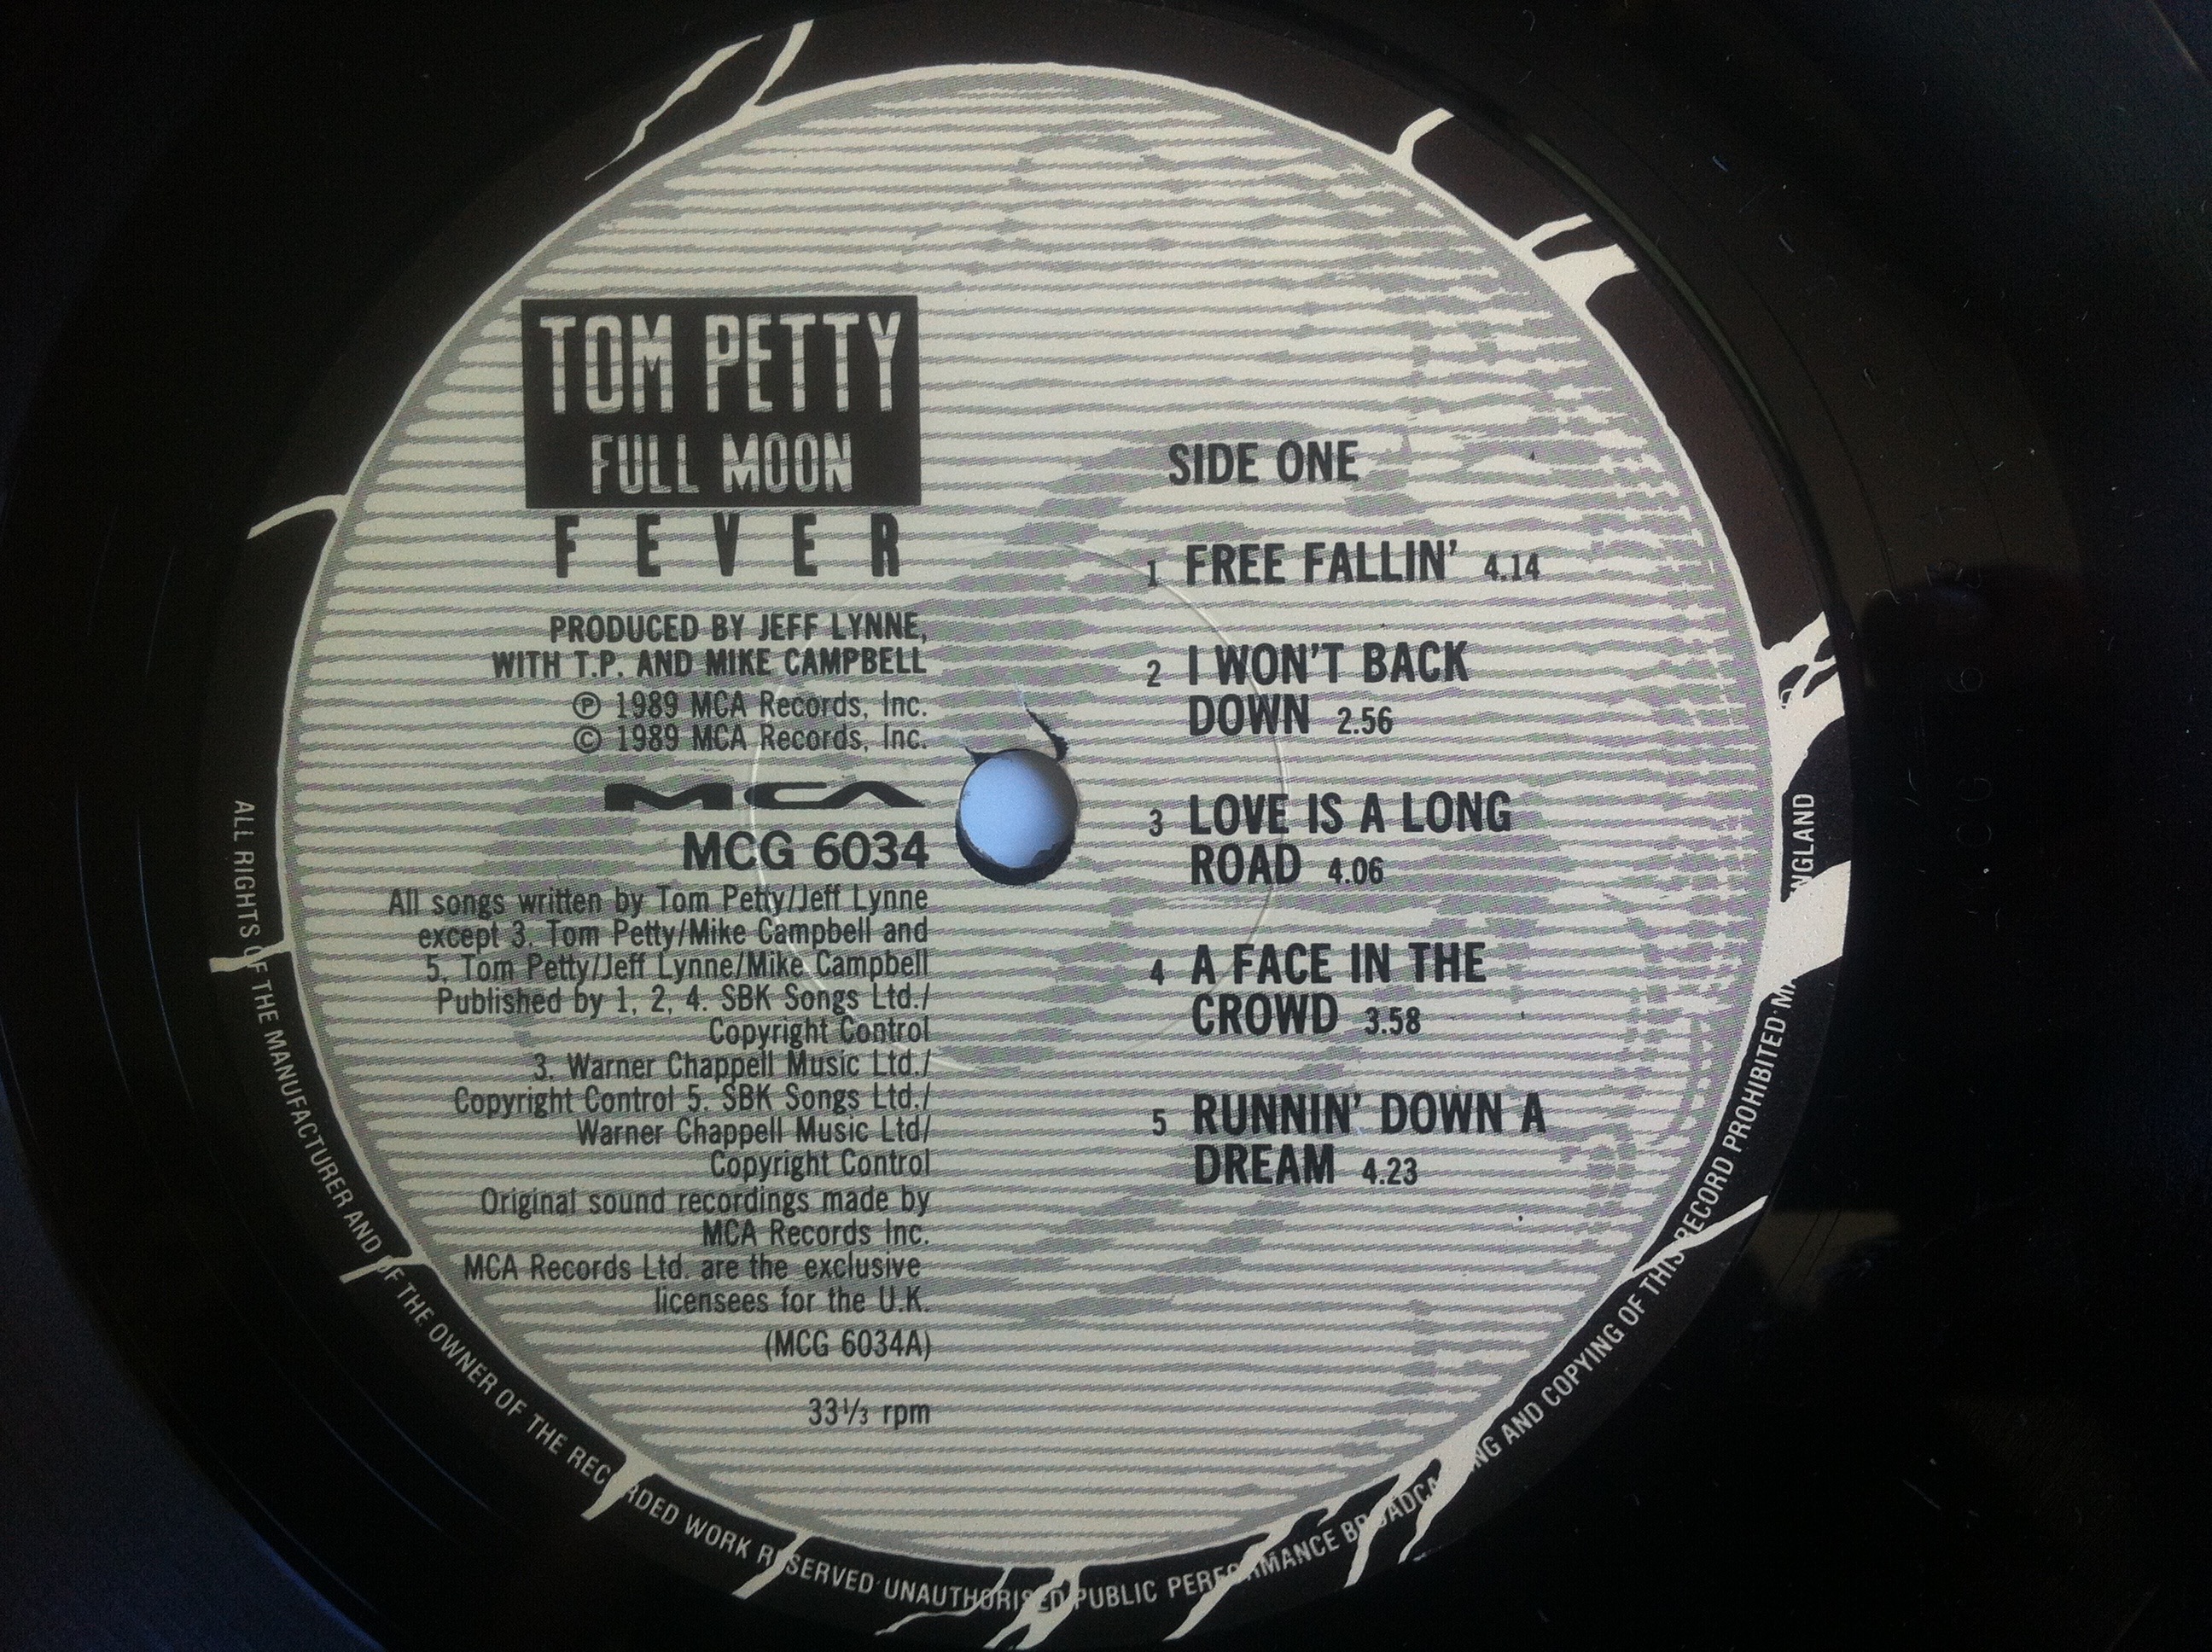 TOM PETTY
FULL MOON
FEVER
PRODUCED BY JEFF LYNNE,
WITH T.P. AND MIKE CAMPBELL
℗ 1989 MCA Records, Inc.
© 1989 MCA Records, Inc.
MCA
MCG 6034
All songs written by Tom Petty/Jeff Lynne
except 3. Tom Petty/Mike Campbell and
5. Tom Petty/Jeff Lynne/Mike Campbell
Published by 1, 2, 4. SBK Songs Ltd./
Copyright Control
3. Warner Chappell Music Ltd./
Copyright Control 5. SBK Songs Ltd./
Warner Chappell Music Ltd/
Copyright Control
Original sound recordings made by
MCA Records Inc.
MCA Records Ltd. are the exclusive
licensees for the U.K.
(MCG 6034A)
33⅓ rpm
SIDE ONE
1 FREE FALLIN' 4.14
2 I WON'T BACK
DOWN 2.56
3 LOVE IS A LONG
ROAD 4.06
4 A FACE IN THE
CROWD 3.58
5 RUNNIN' DOWN A
DREAM 4.23
ALL RIGHTS OF THE MANUFACTURER AND OF THE OWNER OF THE RECORDED WORK RESERVED UNAUTHORISED PUBLIC PERFORMANCE BROADCASTING AND COPYING OF THIS RECORD PROHIBITED NGLAND